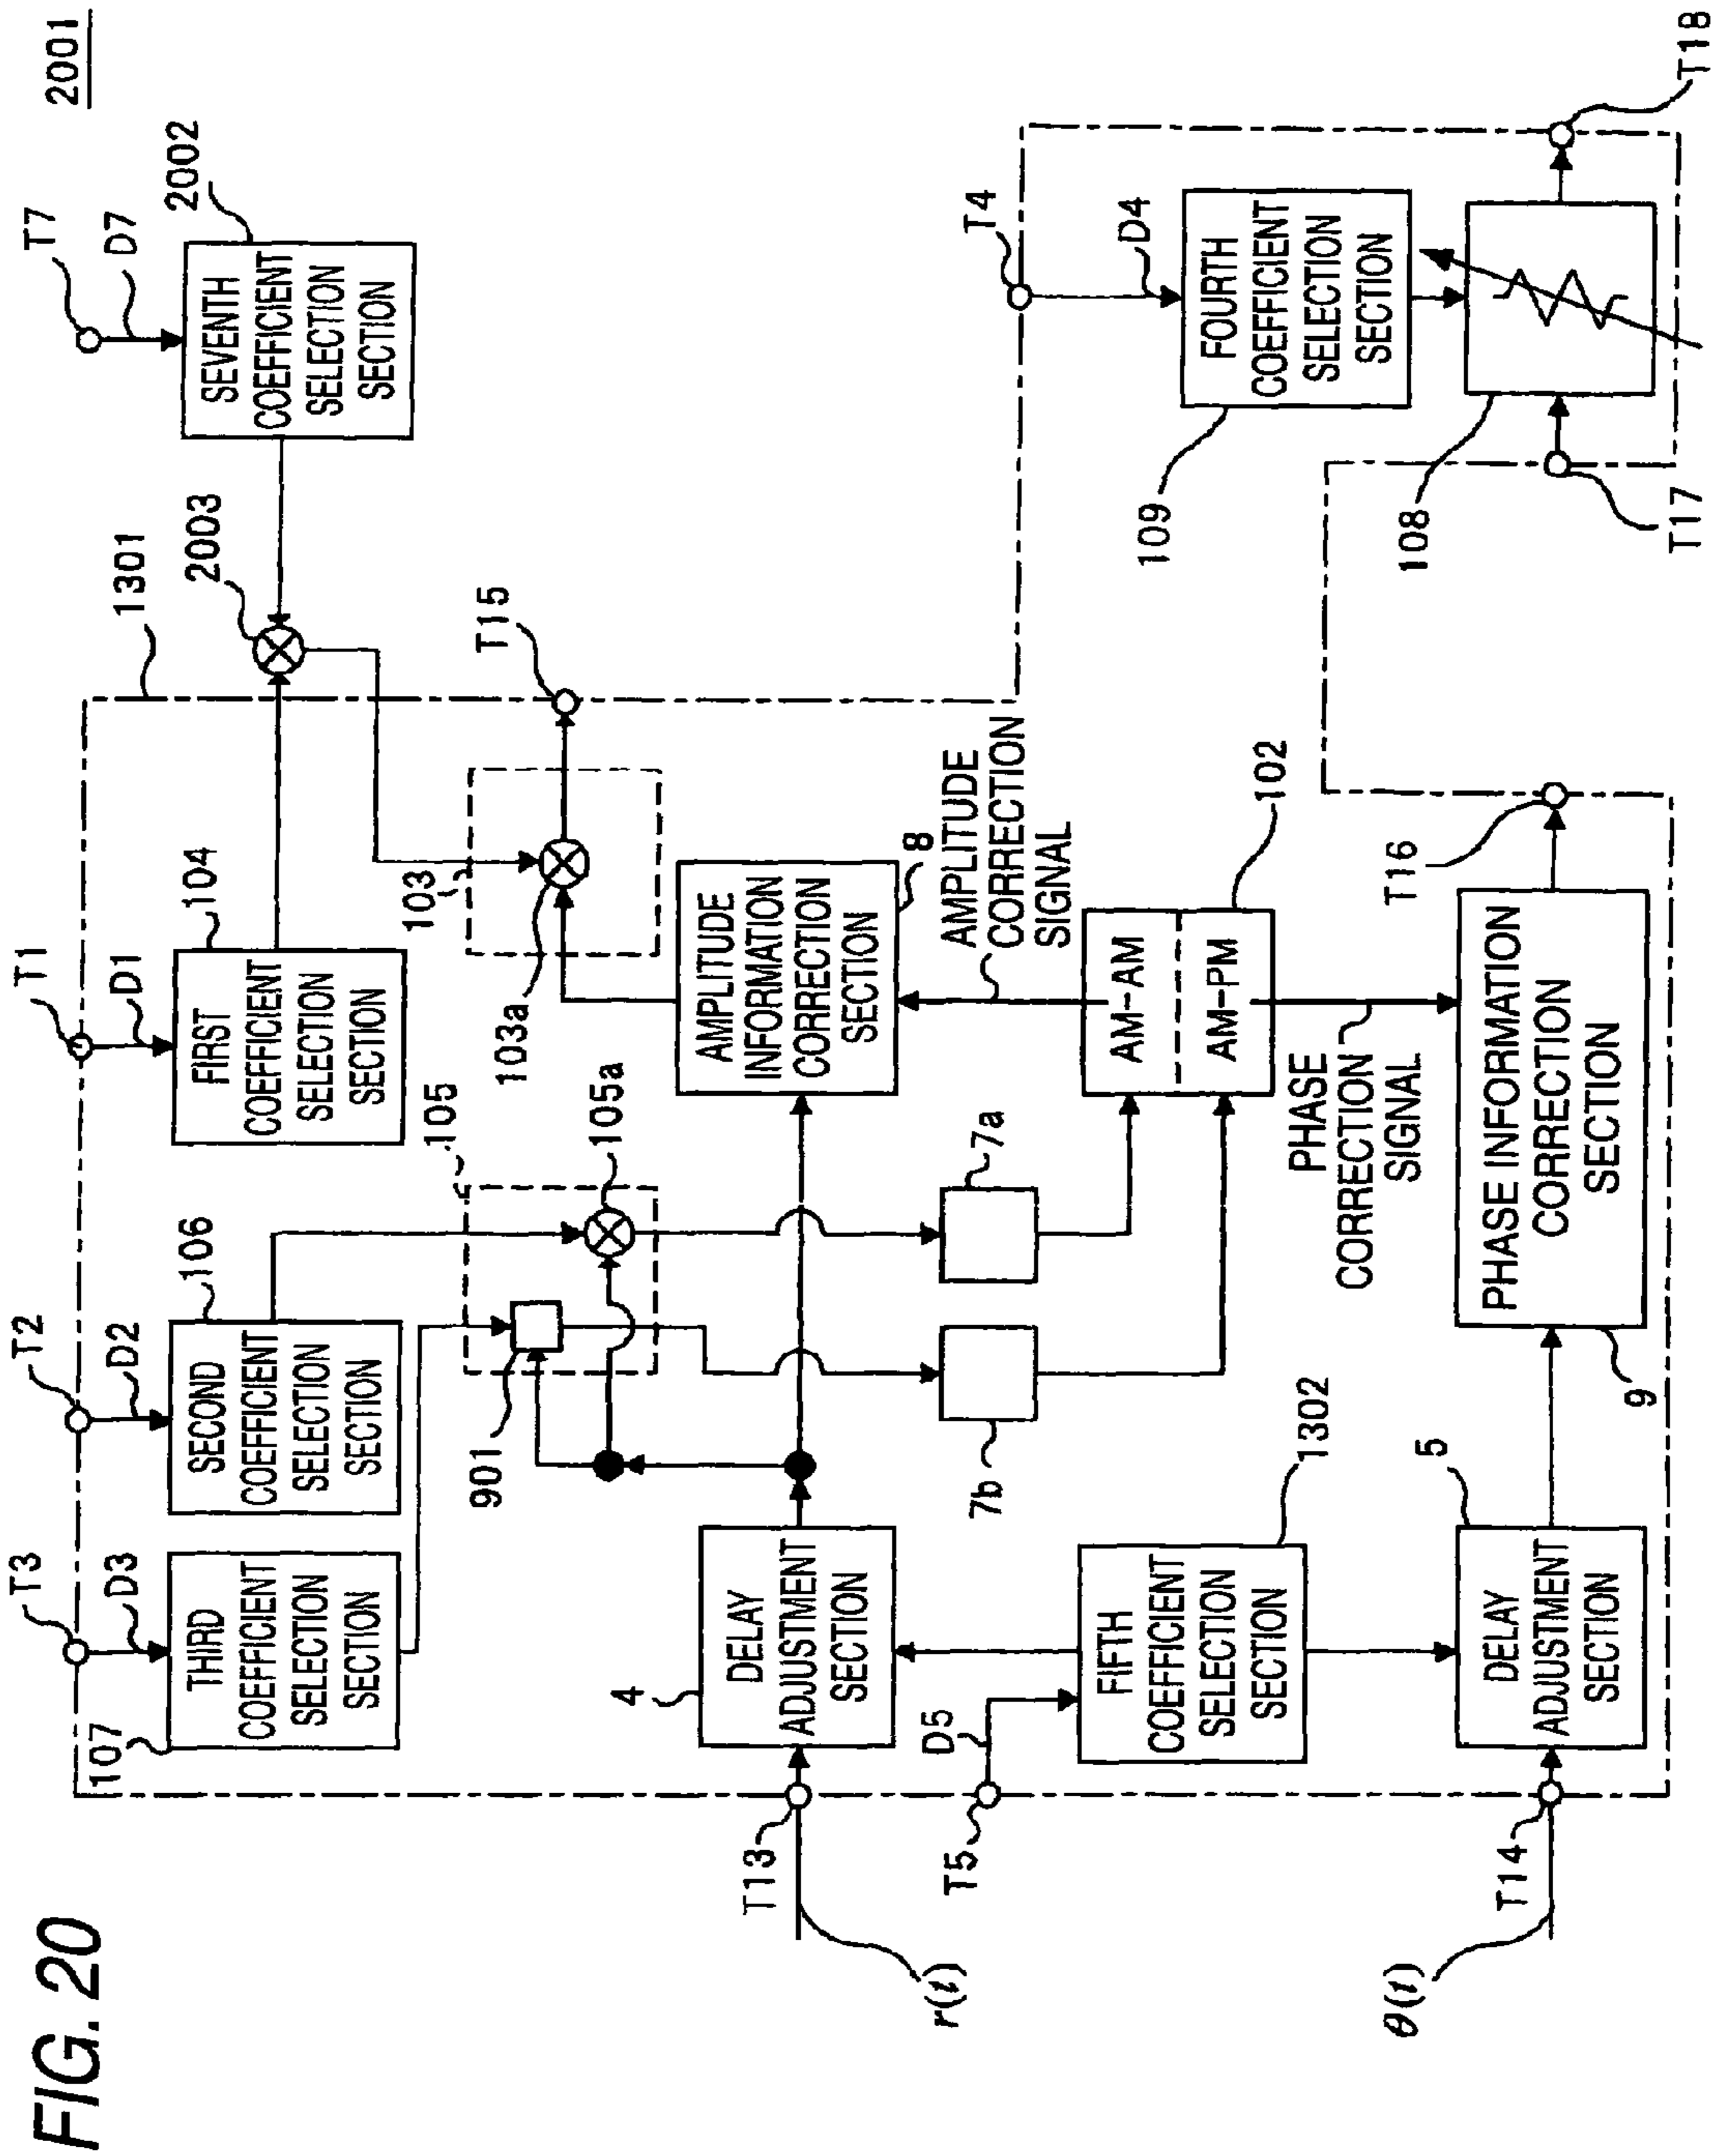 FIG. 20
2001
T3
T2
T1
T7
D3
D2
D1
D7
107
106
104
2002
THIRD
COEFFICIENT
SELECTION
SECTION
SECOND
COEFFICIENT
SELECTION
SECTION
FIRST
COEFFICIENT
SELECTION
SECTION
SEVENTH
COEFFICIENT
SELECTION
SECTION
1301
2003
901
105
105a
103
103a
T15
T13
r(t)
4
DELAY
ADJUSTMENT
SECTION
AMPLITUDE
INFORMATION
CORRECTION
SECTION
8
7b
7a
AMPLITUDE
CORRECTION
SIGNAL
T5
D5
FIFTH
COEFFICIENT
SELECTION
SECTION
1302
AM-AM
AM-PM
102
PHASE
CORRECTION
SIGNAL
T4
D4
109
FOURTH
COEFFICIENT
SELECTION
SECTION
T14
θ(t)
5
DELAY
ADJUSTMENT
SECTION
9
PHASE INFORMATION
CORRECTION
SECTION
T16
108
T17
T18